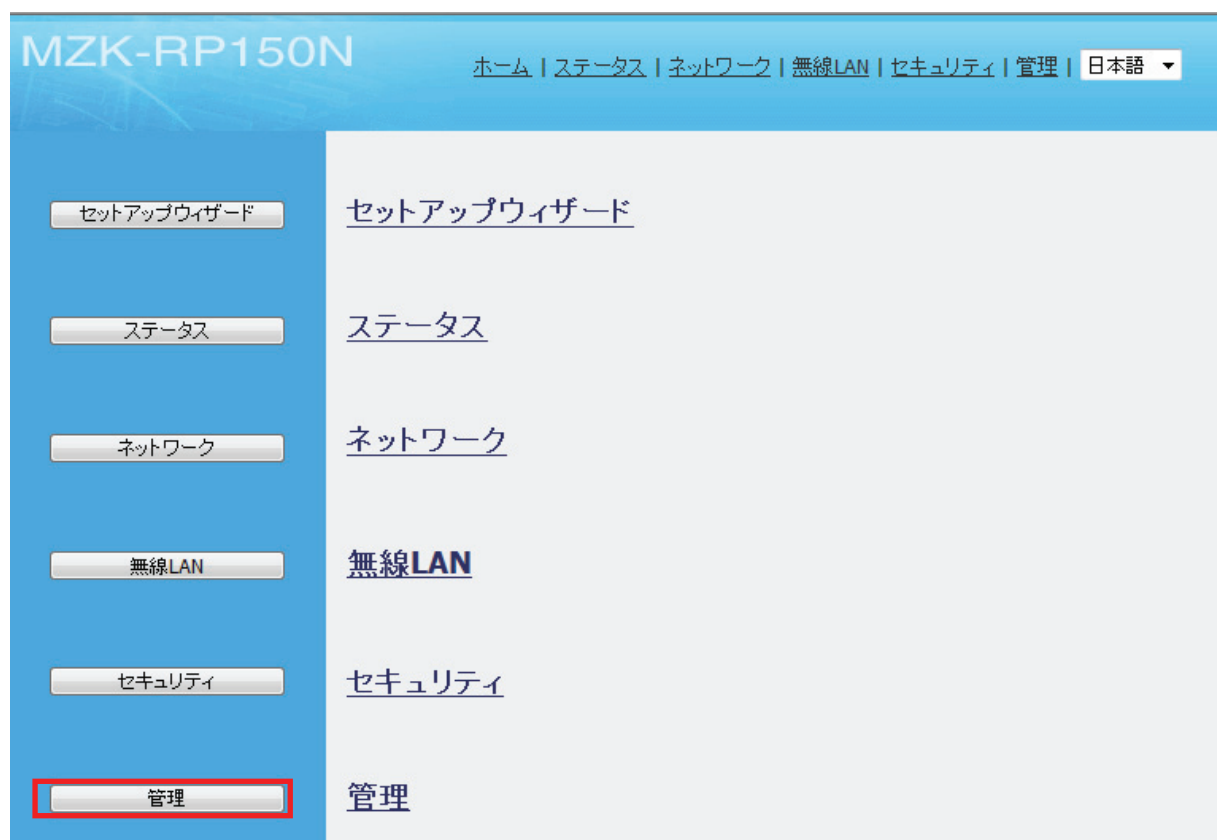 MZK-RP150N
ホーム | ステータス | ネットワーク | 無線LAN | セキュリティ | 管理 | 日本語
セットアップウィザード セットアップウィザード
ステータス ステータス
ネットワーク ネットワーク
無線LAN 無線LAN
セキュリティ セキュリティ
管理 管理